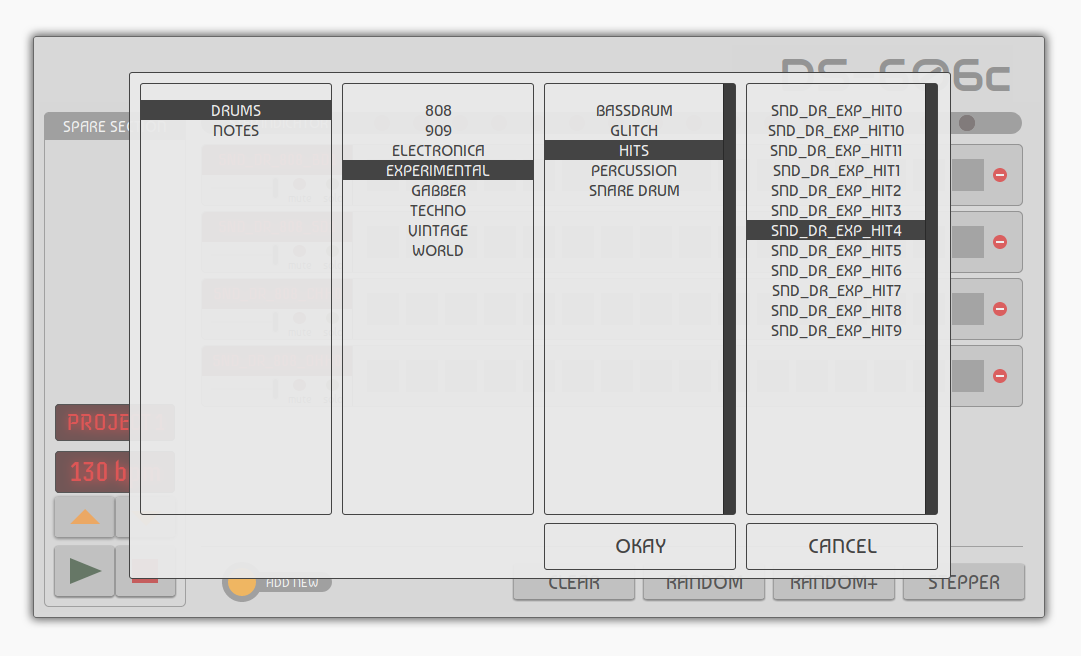 DS-606c
SPARE SE
DRUMS
NOTES
808
909
ELECTRONICA
EXPERIMENTAL
GABBER
TECHNO
VINTAGE
WORLD
BASSDRUM
GLITCH
HITS
PERCUSSION
SNARE DRUM
SND_DR_EXP_HIT0
SND_DR_EXP_HIT10
SND_DR_EXP_HIT11
SND_DR_EXP_HIT1
SND_DR_EXP_HIT2
SND_DR_EXP_HIT3
SND_DR_EXP_HIT4
SND_DR_EXP_HIT5
SND_DR_EXP_HIT6
SND_DR_EXP_HIT7
SND_DR_EXP_HIT8
SND_DR_EXP_HIT9
PROJE
130 b
OKAY
CANCEL
ADD NEW
CLEAR
RANDOM
RANDOM+
STEPPER